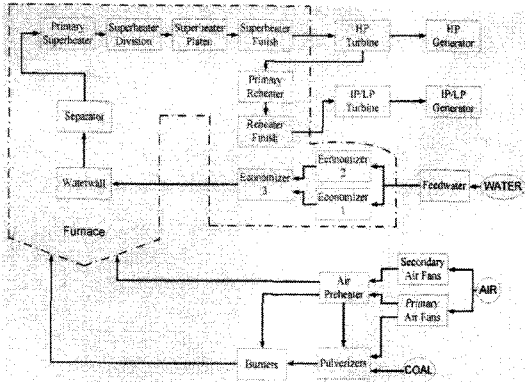 Primary
Superheater
Superheater
Division
Superheater
Platen
Superheater
Finish
HP
Turbine
HP
Generator
Primary
Reheater
IP/LP
Turbine
IP/LP
Generator
Separator
Reheater
Finish
Waterwall
Economizer
3
Economizer
2
Economizer
1
Feedwater
WATER
Furnace
Secondary
Air Fans
Air
Preheater
AIR
Primary
Air Fans
Burners
Pulverizers
COAL